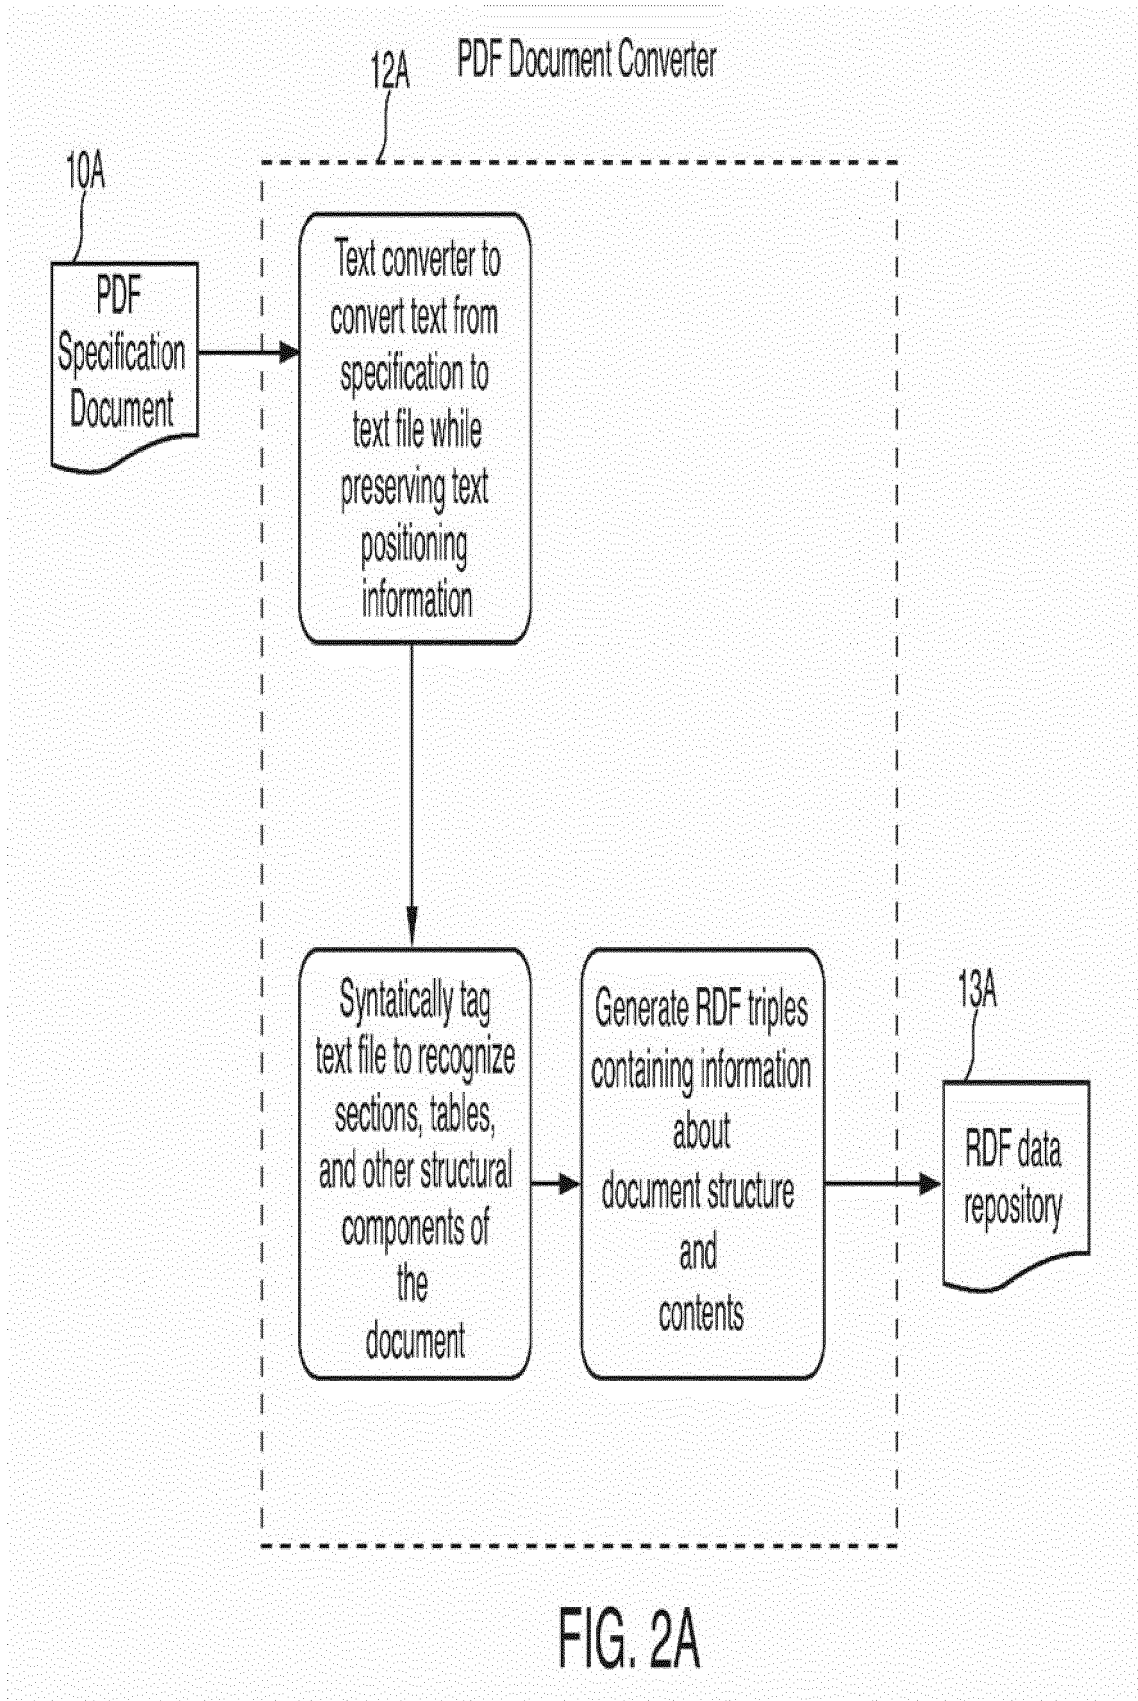 PDF Document Converter
12A
10A
PDF
Specification
Document
Text converter to
convert text from
specification to
text file while
preserving text
positioning
information
Syntatically tag
text file to recognize
sections, tables,
and other structural
components of
the
document
Generate RDF triples
containing information
about
document structure
and
contents
13A
RDF data
repository
FIG. 2A